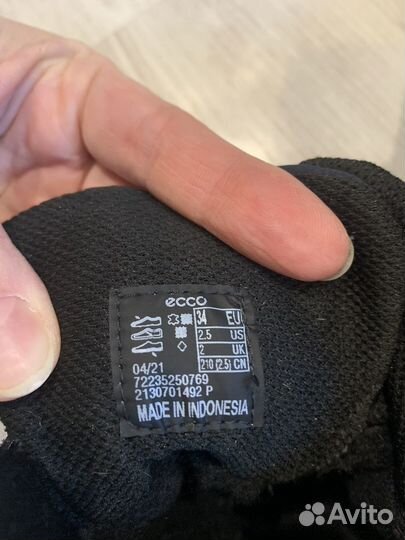 ecco
34 EU
2.5 US
2 UK
210 (2.5) CN
04/21
72235250769
2130701492 P
MADE IN INDONESIA
Avito